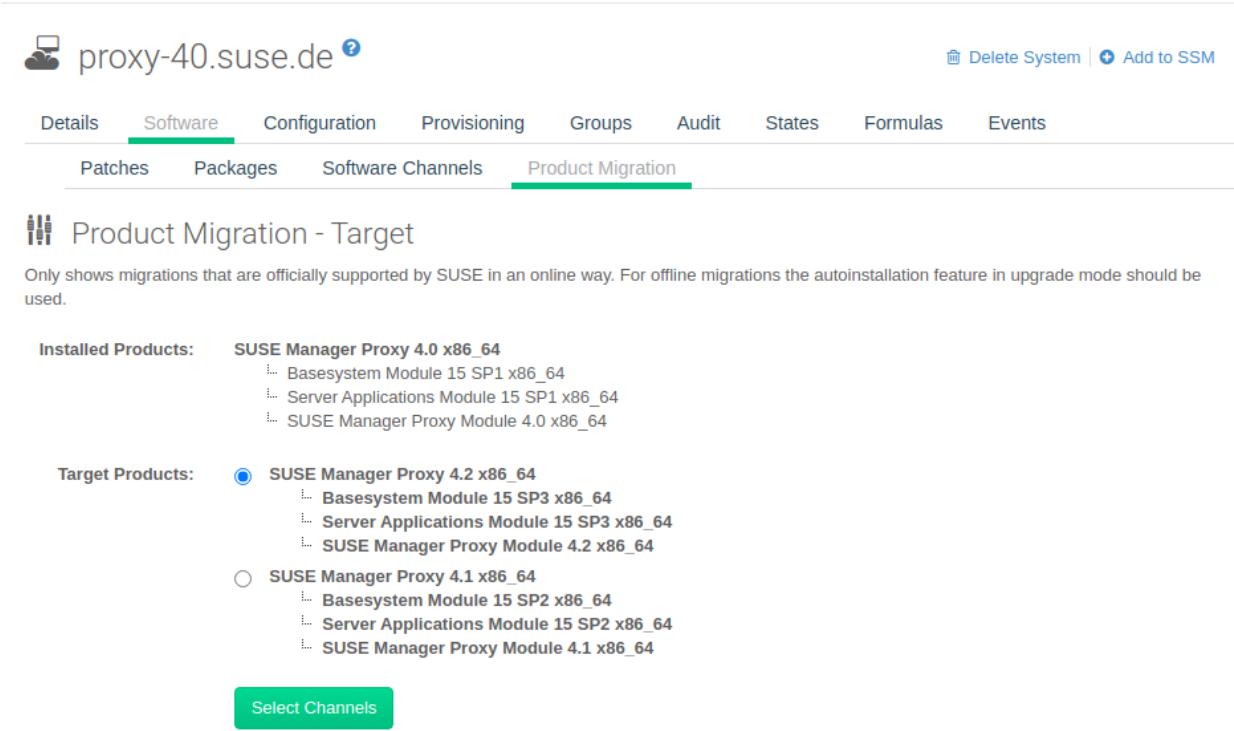 proxy-40.suse.de ?
Delete System Add to SSM
Details Software Configuration Provisioning Groups Audit States Formulas Events
Patches Packages Software Channels Product Migration
Product Migration - Target
Only shows migrations that are officially supported by SUSE in an online way. For offline migrations the autoinstallation feature in upgrade mode should be
used.
Installed Products: SUSE Manager Proxy 4.0 x86_64
Basesystem Module 15 SP1 x86_64
Server Applications Module 15 SP1 x86_64
SUSE Manager Proxy Module 4.0 x86_64
Target Products: SUSE Manager Proxy 4.2 x86_64
Basesystem Module 15 SP3 x86_64
Server Applications Module 15 SP3 x86_64
SUSE Manager Proxy Module 4.2 x86_64
SUSE Manager Proxy 4.1 x86_64
Basesystem Module 15 SP2 x86_64
Server Applications Module 15 SP2 x86_64
SUSE Manager Proxy Module 4.1 x86_64
Select Channels